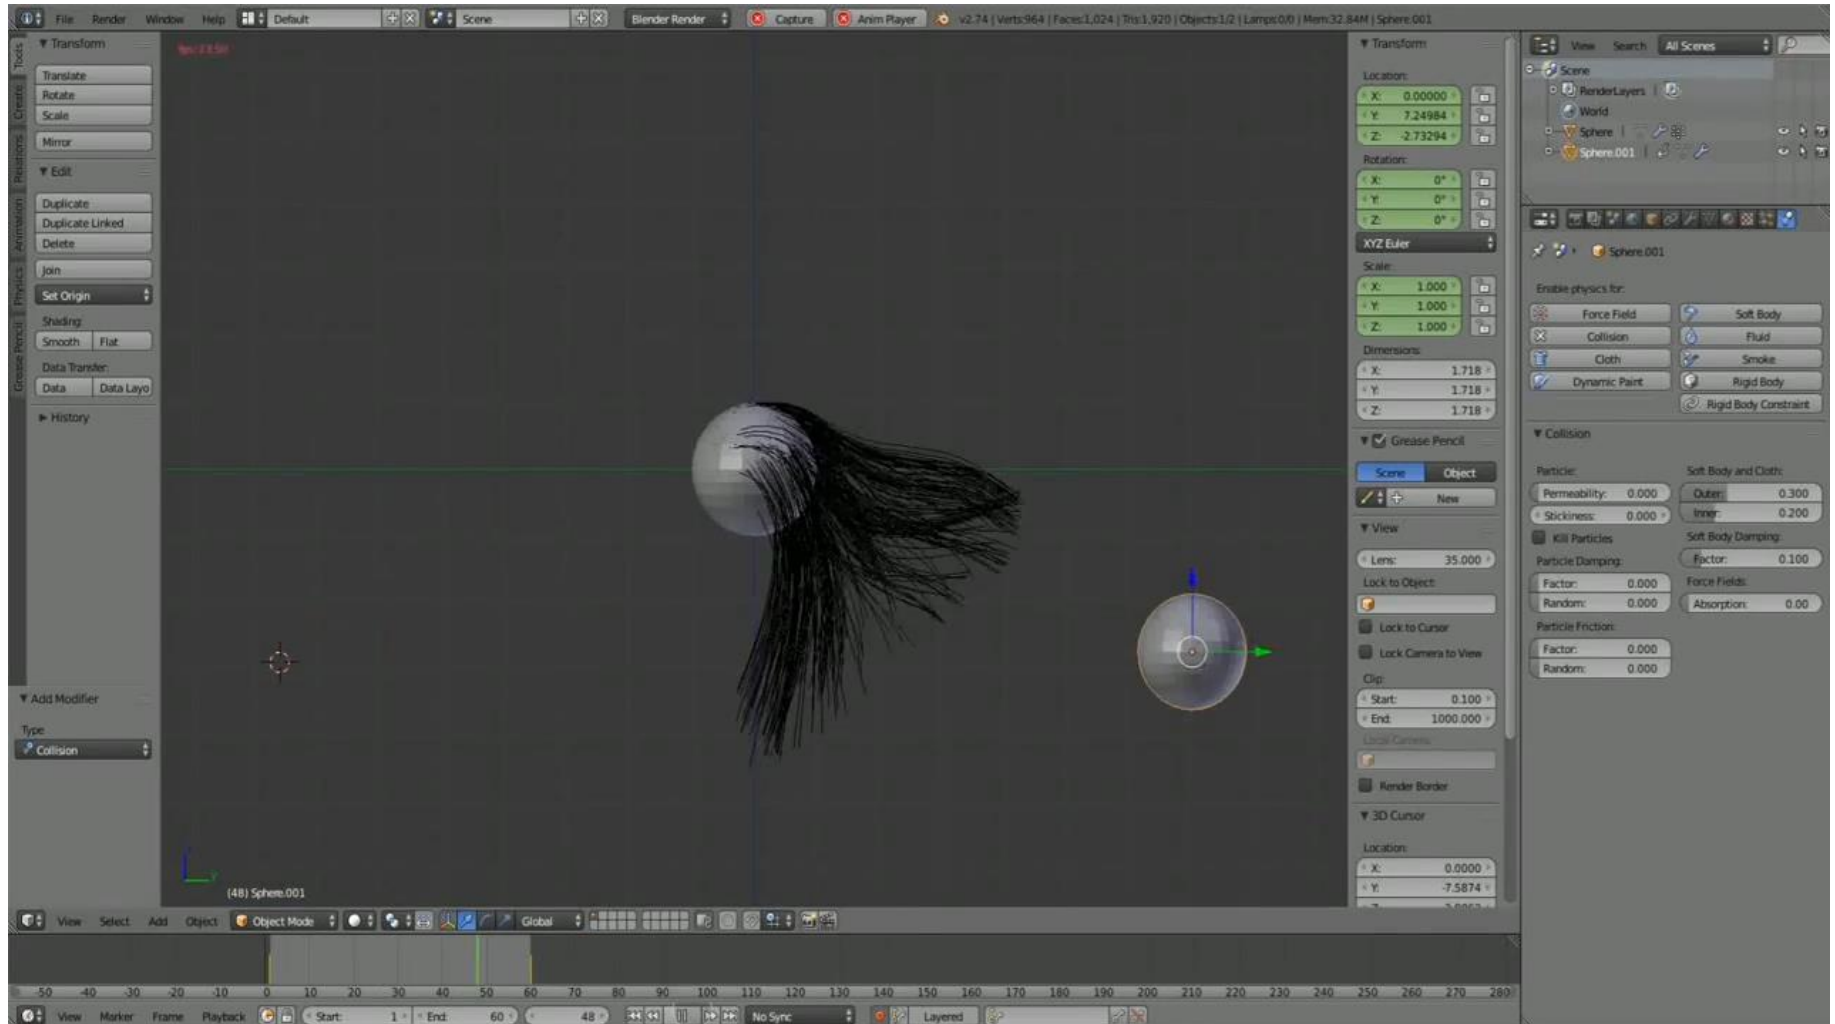 File Render Window Help Default Scene Blender Render Capture Anim Player v2.74 | Verts:964 | Faces:1,024 | Tris:1,920 | Objects:1/2 | Lamps:0/0 | Mem:32.84M | Sphere.001
Tools
Create
Relations
Animation
Physics
Grease Pencil
Transform
Translate
Rotate
Scale
Mirror
Edit
Duplicate
Duplicate Linked
Delete
Join
Set Origin
Shading:
Smooth Flat
Data Transfer:
Data Data Layo
History
Add Modifier
Type
Collision
(48) Sphere.001
Transform
Location:
X: 0.00000
Y: 7.24984
Z: -2.73294
Rotation:
X: 0°
Y: 0°
Z: 0°
XYZ Euler
Scale:
X: 1.000
Y: 1.000
Z: 1.000
Dimensions:
X: 1.718
Y: 1.718
Z: 1.718
Grease Pencil
Scene Object
New
View
Lens: 35.000
Lock to Object:
Lock to Cursor
Lock Camera to View
Clip:
Start: 0.100
End: 1000.000
Local Camera:
Render Border
3D Cursor
Location:
X: 0.0000
Y: -7.5874
View Search All Scenes
Scene
RenderLayers
World
Sphere
Sphere.001
Sphere.001
Enable physics for:
Force Field Soft Body
Collision Fluid
Cloth Smoke
Dynamic Paint Rigid Body
Rigid Body Constraint
Collision
Particle: Soft Body and Cloth:
Permeability: 0.000 Outer: 0.300
Stickiness: 0.000 Inner: 0.200
Kill Particles Soft Body Damping:
Particle Damping: Factor: 0.100
Factor: 0.000 Force Fields:
Random: 0.000 Absorption: 0.00
Particle Friction:
Factor: 0.000
Random: 0.000
View Select Add Object Object Mode Global
-50 -40 -30 -20 -10 0 10 20 30 40 50 60 70 80 90 100 110 120 130 140 150 160 170 180 190 200 210 220 230 240 250 260 270 280
View Marker Frame Playback Start: 1 End: 60 48 No Sync Layered